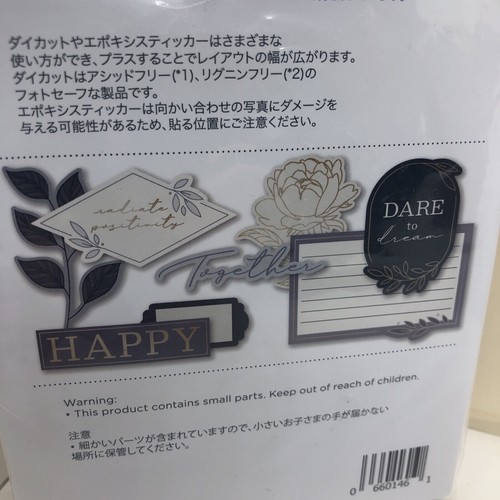 ダイカットやエポキシスティッカーはさまざまな
使い方ができ、プラスすることでレイアウトの幅が広がります。
ダイカットはアシッドフリー(*1)、リグニンフリー(*2)の
フォトセーフな製品です。
エポキシスティッカーは向かい合わせの写真にダメージを
与える可能性があるため、貼る位置にご注意ください。
radiate
positivity
DARE
to
dream
Together
HAPPY
Warning:
• This product contains small parts. Keep out of reach of children.
注意
• 細かいパーツが含まれていますので、小さいお子さまの手が届かない
場所に保管してください。
0 660146 1